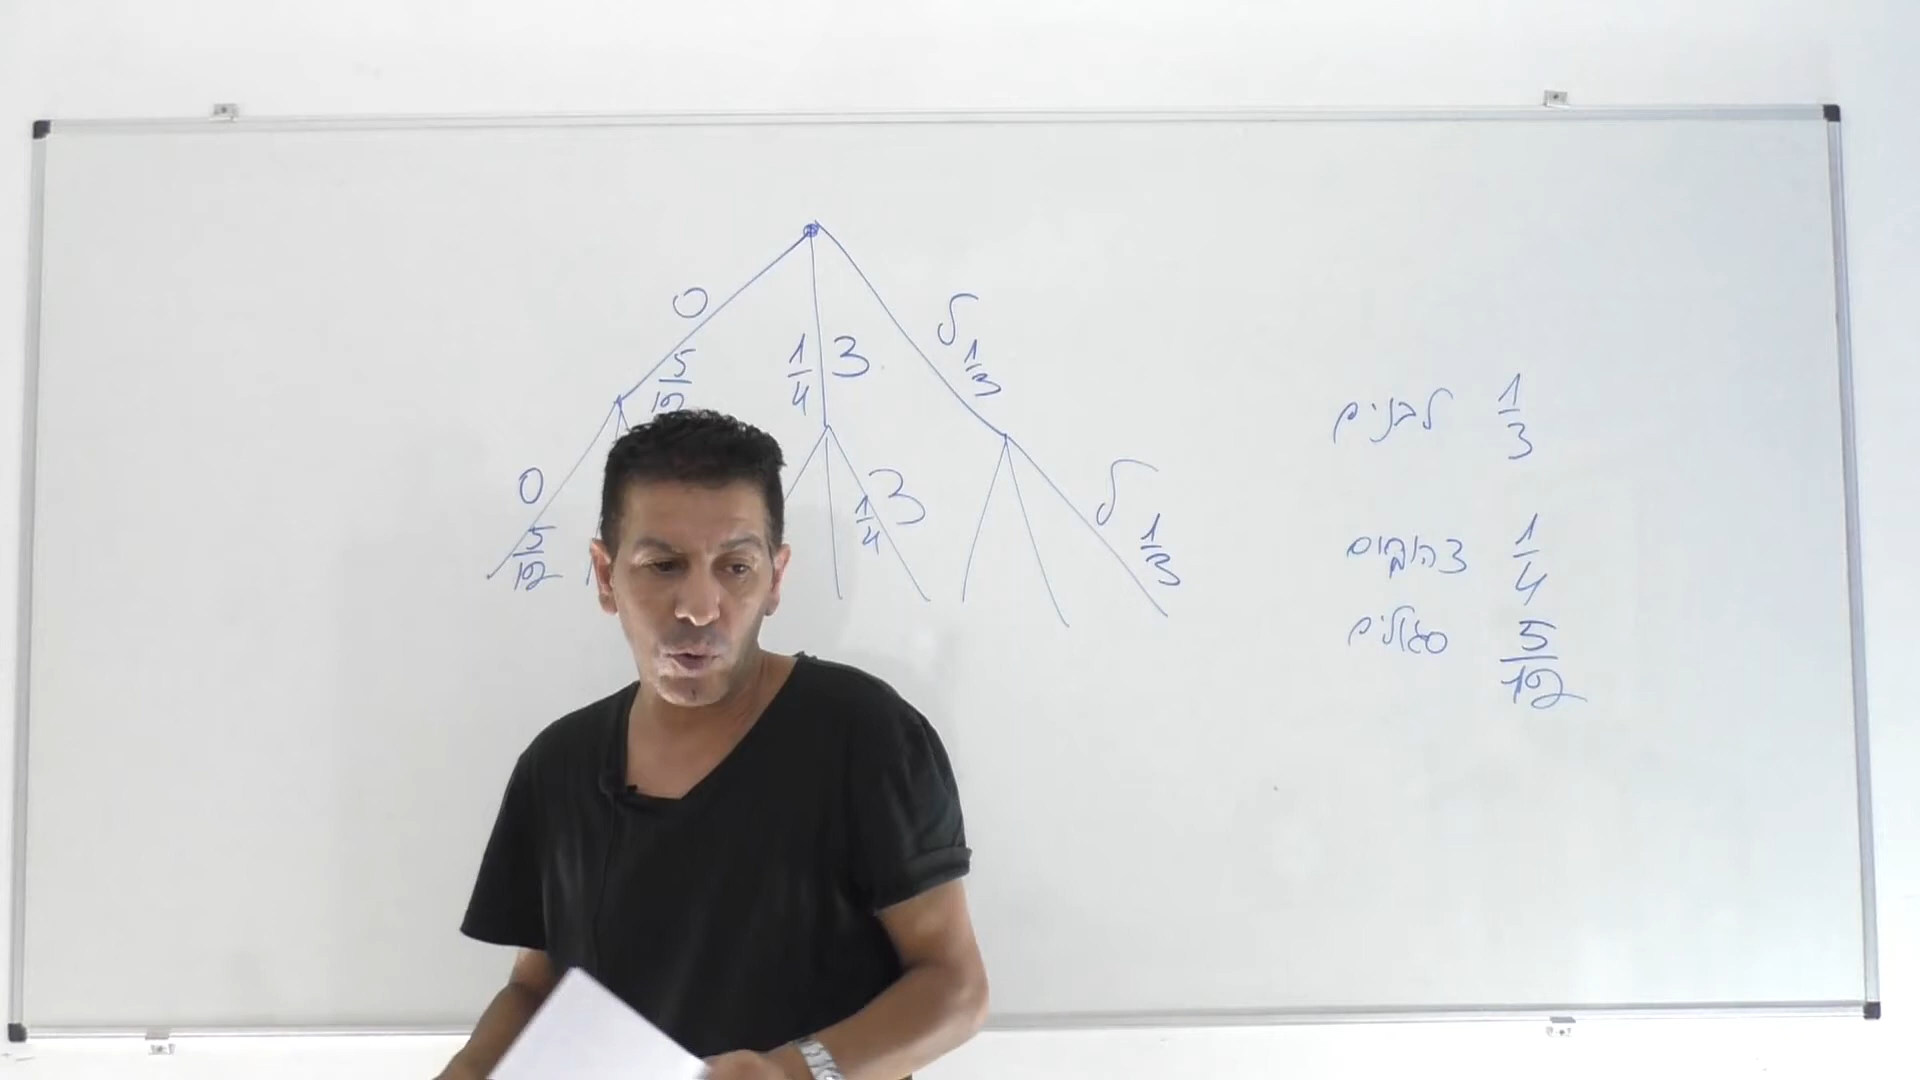 ס ל
5/12 1/4 צ 1/3
ס 5/12 1/4 צ ל 1/3
לבנים 1/3
צהובים 1/4
סגולים 5/12